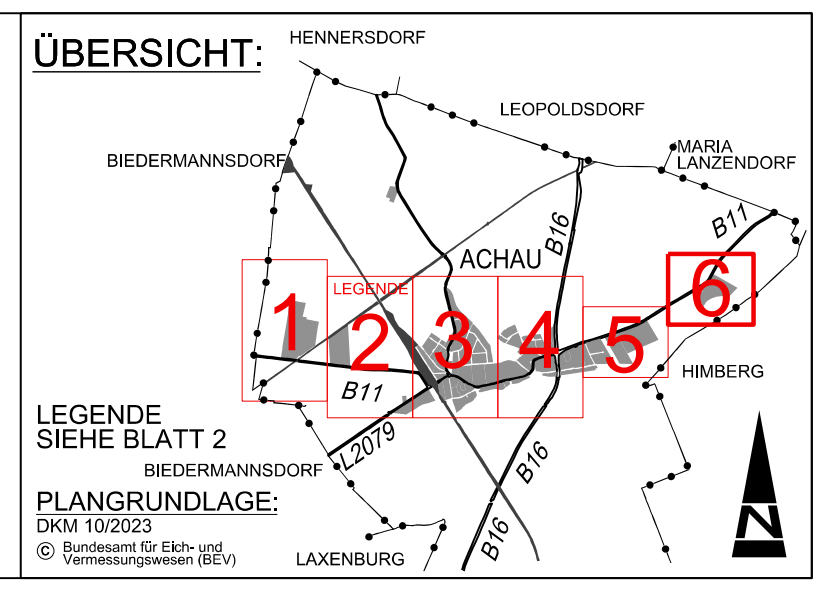 ÜBERSICHT:
HENNERSDORF
LEOPOLDSDORF
BIEDERMANNSDORF
MARIA
LANZENDORF
B11
B16
ACHAU
LEGENDE
1
2
3
4
5
6
B11
HIMBERG
LEGENDE
SIEHE BLATT 2
L2079
BIEDERMANNSDORF
B16
PLANGRUNDLAGE:
DKM 10/2023
© Bundesamt für Eich- und
Vermessungswesen (BEV)
LAXENBURG
B16
N